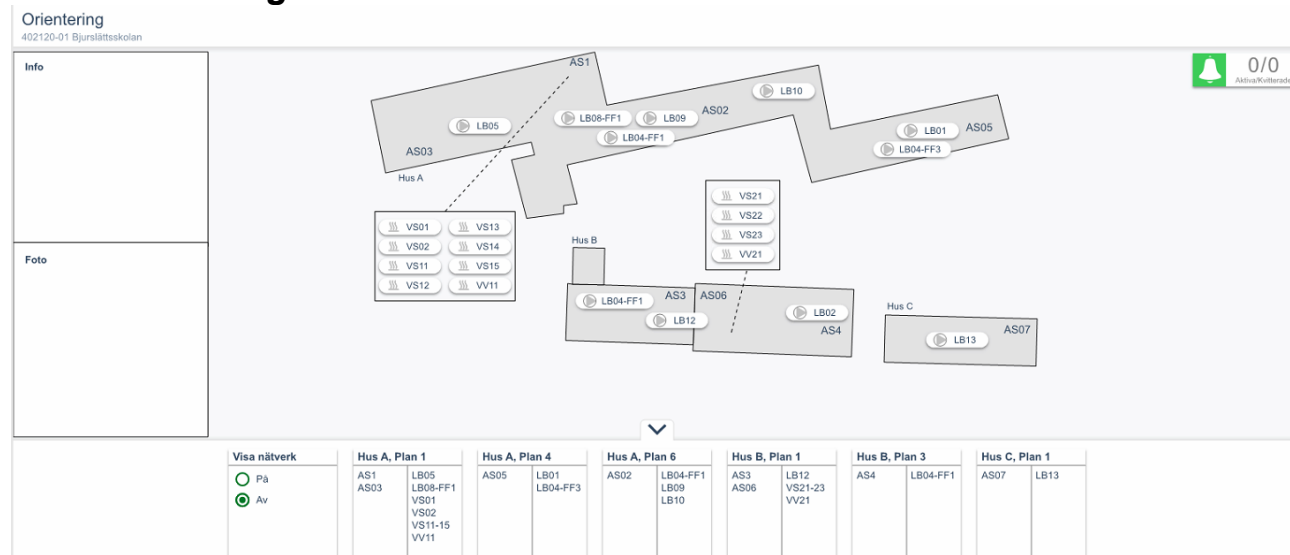 Orientering
402120-01 Bjurslättsskolan
Info
Foto
0/0
Aktiva/Kvitterade
AS1
LB10
LB08-FF1
LB09
AS02
LB05
LB04-FF1
LB01
AS05
AS03
LB04-FF3
Hus A
VS21
VS22
VS23
VV21
VS01
VS13
VS02
VS14
VS11
VS15
VS12
VV11
Hus B
LB04-FF1
AS3
AS06
LB12
LB02
AS4
Hus C
AS07
LB13
Visa nätverk
På
Av
Hus A, Plan 1
AS1
AS03
LB05
LB08-FF1
VS01
VS02
VS11-15
VV11
Hus A, Plan 4
AS05
LB01
LB04-FF3
Hus A, Plan 6
AS02
LB04-FF1
LB09
LB10
Hus B, Plan 1
AS3
AS06
LB12
VS21-23
VV21
Hus B, Plan 3
AS4
LB04-FF1
Hus C, Plan 1
AS07
LB13